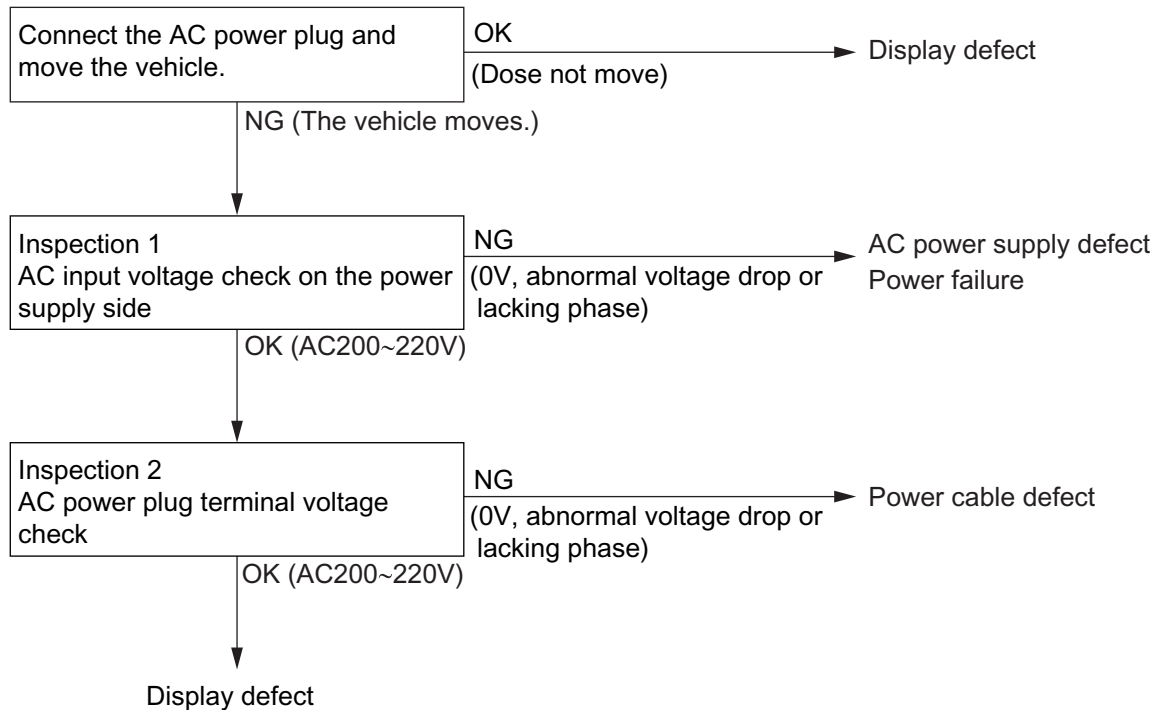 Connect the AC power plug and
move the vehicle.
OK
(Dose not move)
Display defect
NG (The vehicle moves.)
Inspection 1
AC input voltage check on the power
supply side
NG
(0V, abnormal voltage drop or
lacking phase)
AC power supply defect
Power failure
OK (AC200~220V)
Inspection 2
AC power plug terminal voltage
check
NG
(0V, abnormal voltage drop or
lacking phase)
Power cable defect
OK (AC200~220V)
Display defect